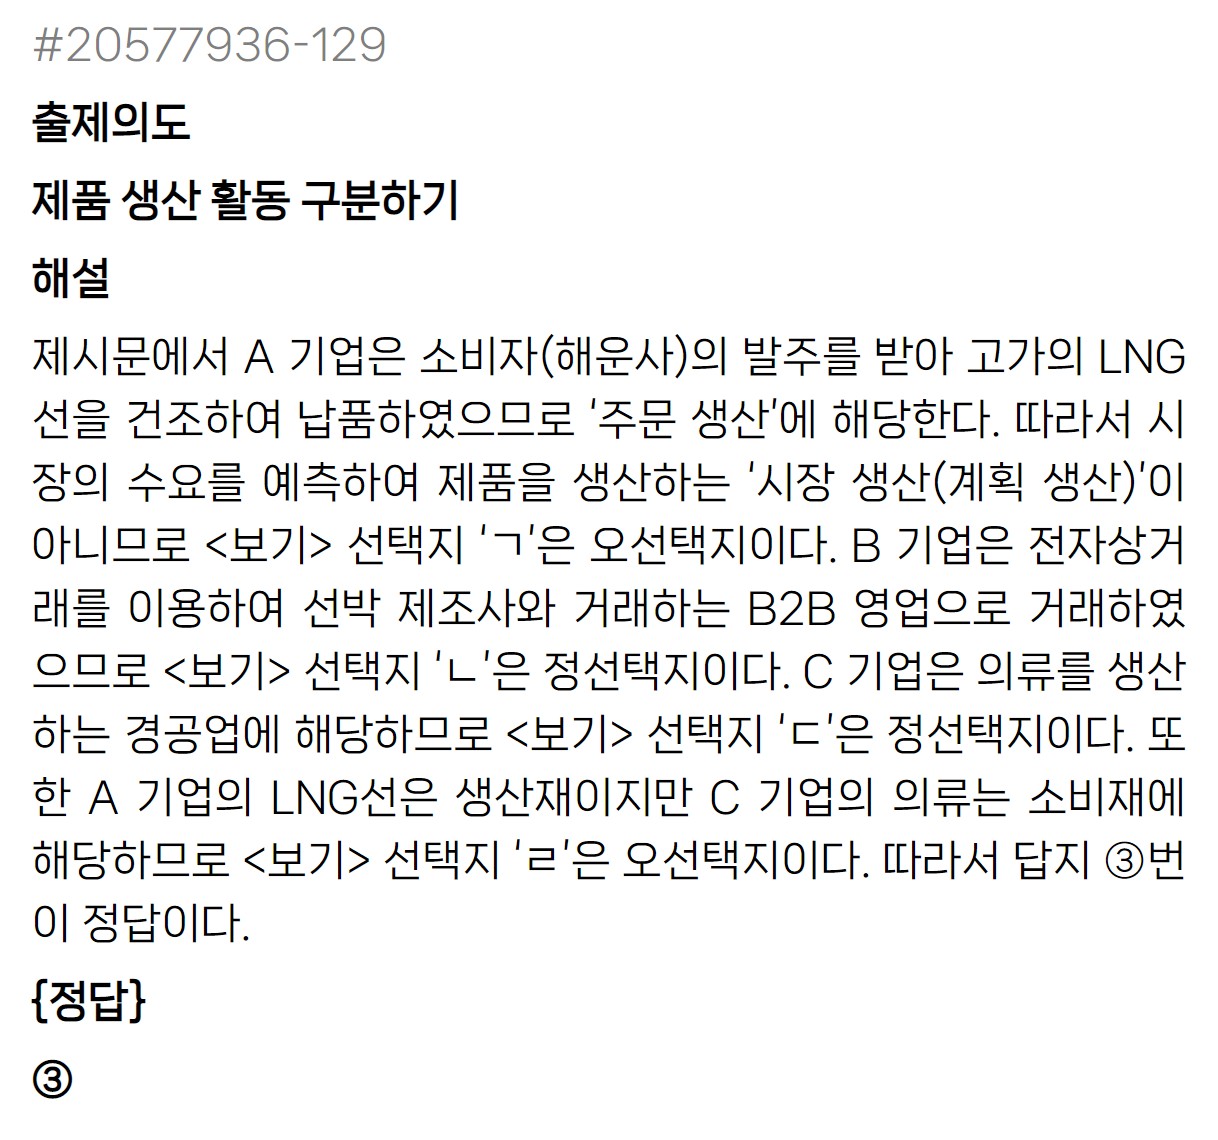 #20577936-129
출제의도
제품 생산 활동 구분하기
해설
제시문에서 A 기업은 소비자(해운사)의 발주를 받아 고가의 LNG
선을 건조하여 납품하였으므로 '주문 생산'에 해당한다. 따라서 시
장의 수요를 예측하여 제품을 생산하는 '시장 생산(계획 생산)'이
아니므로 <보기> 선택지 'ㄱ'은 오선택지이다. B 기업은 전자상거
래를 이용하여 선박 제조사와 거래하는 B2B 영업으로 거래하였
으므로 <보기> 선택지 'ㄴ'은 정선택지이다. C 기업은 의류를 생산
하는 경공업에 해당하므로 <보기> 선택지 'ㄷ'은 정선택지이다. 또
한 A 기업의 LNG선은 생산재이지만 C 기업의 의류는 소비재에
해당하므로 <보기> 선택지 'ㄹ'은 오선택지이다. 따라서 답지 ③번
이 정답이다.
{정답}
③